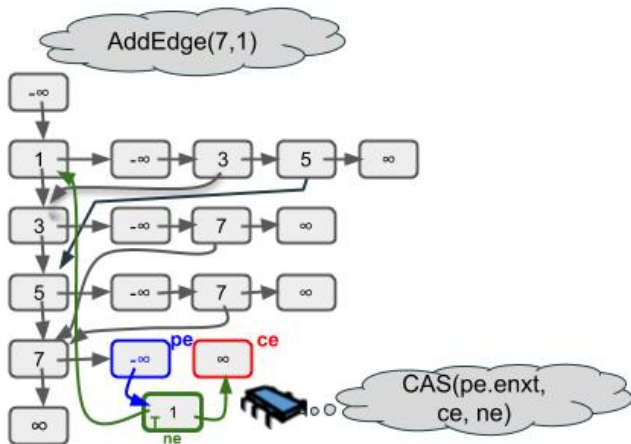 AddEdge(7,1)
-∞
1 -∞ 3 5 ∞
3 -∞ 7 ∞
5 -∞ 7 ∞
pe ce
7 -∞ ∞
1
∞
ne
CAS(pe.enxt,
ce, ne)